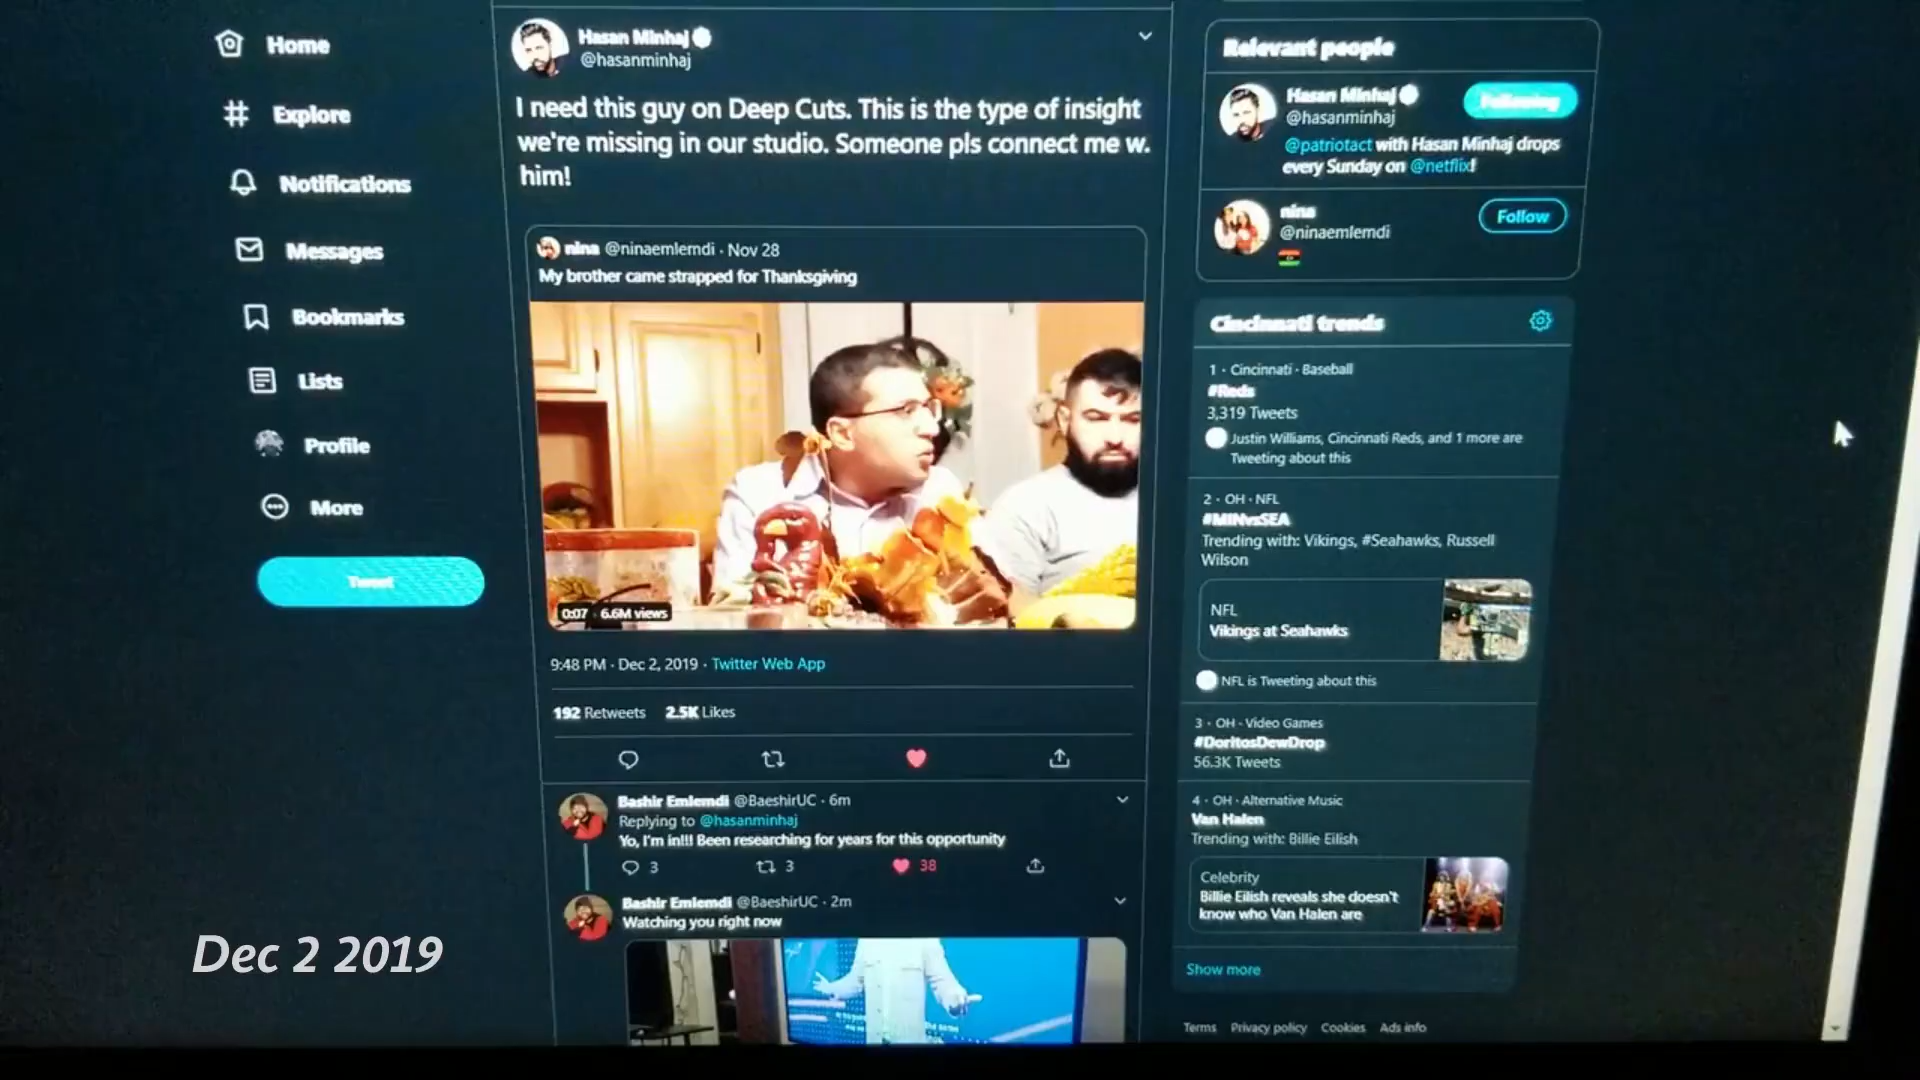 Home
Explore
Notifications
Messages
Bookmarks
Lists
Profile
More
Tweet
Hasan Minhaj
@hasanminhaj
I need this guy on Deep Cuts. This is the type of insight
we're missing in our studio. Someone pls connect me w.
him!
nina @ninaemlemdi · Nov 28
My brother came strapped for Thanksgiving
0:07 6.6M views
9:48 PM · Dec 2, 2019 · Twitter Web App
192 Retweets 2.5K Likes
Bashir Emlemdi @BaeshirUC · 6m
Replying to @hasanminhaj
Yo, I'm in!!! Been researching for years for this opportunity
3 3 38
Bashir Emlemdi @BaeshirUC · 2m
Watching you right now
Relevant people
Hasan Minhaj
@hasanminhaj
Following
@patriotact with Hasan Minhaj drops
every Sunday on @netflix!
nina
@ninaemlemdi
Follow
Cincinnati trends
1 · Cincinnati · Baseball
#Reds
3,319 Tweets
Justin Williams, Cincinnati Reds, and 1 more are
Tweeting about this
2 · OH · NFL
#MINvsSEA
Trending with: Vikings, #Seahawks, Russell
Wilson
NFL
Vikings at Seahawks
NFL is Tweeting about this
3 · OH · Video Games
#DoritosDewDrop
56.3K Tweets
4 · OH · Alternative Music
Van Halen
Trending with: Billie Eilish
Celebrity
Billie Eilish reveals she doesn't
know who Van Halen are
Show more
Terms Privacy policy Cookies Ads info
Dec 2 2019